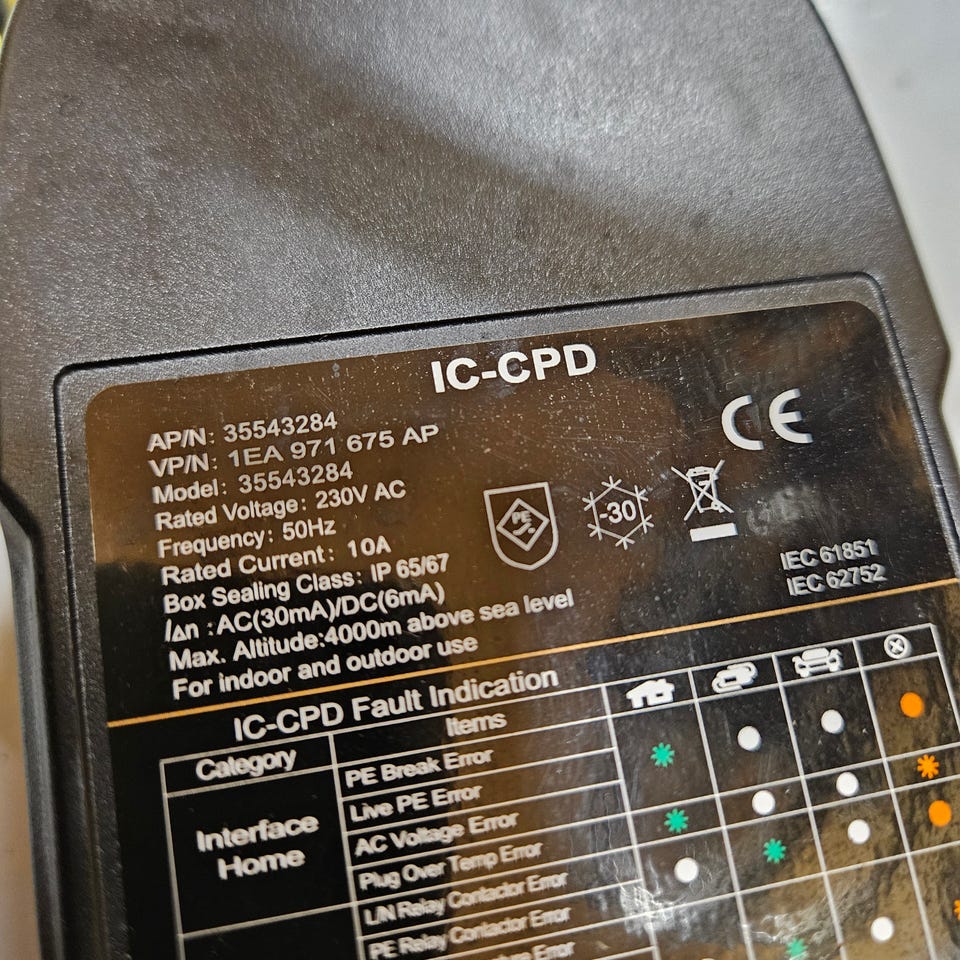 IC-CPD
CE
AP/N: 35543284
VP/N: 1EA 971 675 AP
Model: 35543284
Rated Voltage: 230V AC
Frequency: 50Hz
Rated Current: 10A
Box Sealing Class: IP 65/67
I∆n :AC(30mA)/DC(6mA)
Max. Altitude:4000m above sea level
For indoor and outdoor use
PE
-30
IEC 61851
IEC 62752
IC-CPD Fault Indication
Category
Items
Interface
Home
PE Break Error
Live PE Error
AC Voltage Error
Plug Over Temp Error
L/N Relay Contactor Error
PE Relay Contactor Error
Error